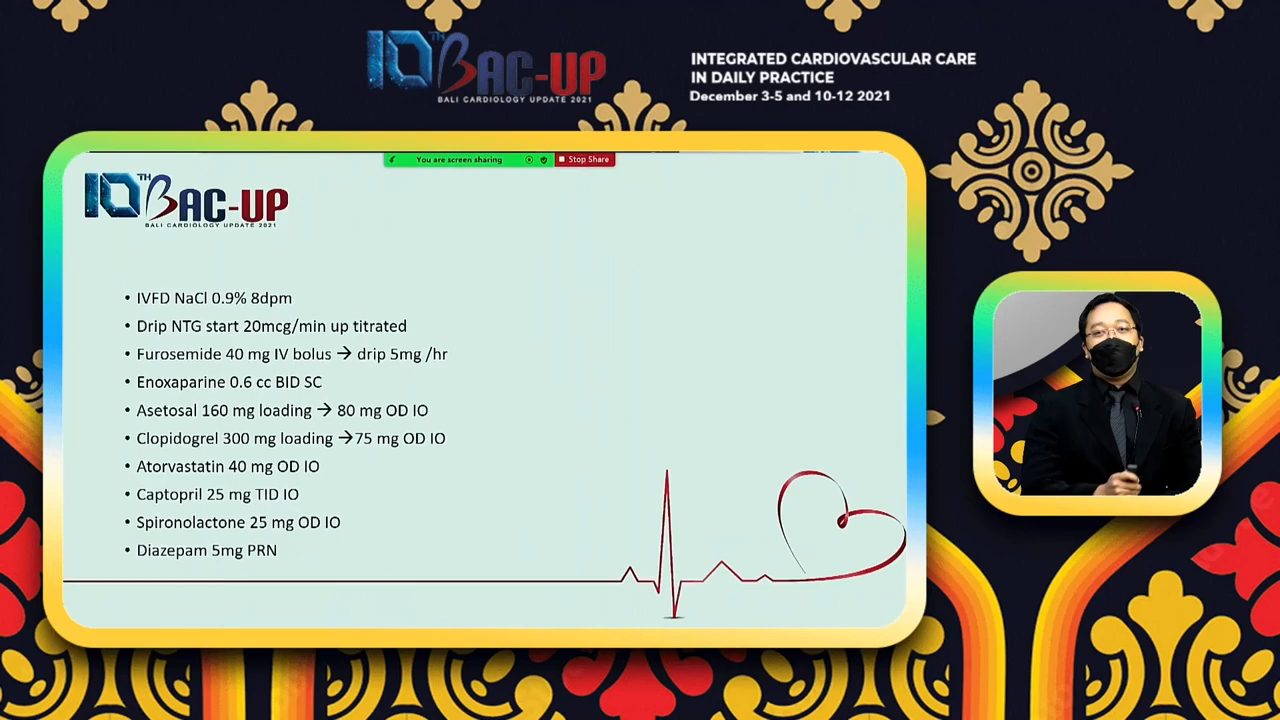 10TH BAC-UP
BALI CARDIOLOGY UPDATE 2021
INTEGRATED CARDIOVASCULAR CARE
IN DAILY PRACTICE
December 3-5 and 10-12 2021
You are screen sharing
Stop Share
10TH BAC-UP
BALI CARDIOLOGY UPDATE 2021
• IVFD NaCl 0.9% 8dpm
• Drip NTG start 20mcg/min up titrated
• Furosemide 40 mg IV bolus → drip 5mg /hr
• Enoxaparine 0.6 cc BID SC
• Asetosal 160 mg loading → 80 mg OD IO
• Clopidogrel 300 mg loading →75 mg OD IO
• Atorvastatin 40 mg OD IO
• Captopril 25 mg TID IO
• Spironolactone 25 mg OD IO
• Diazepam 5mg PRN